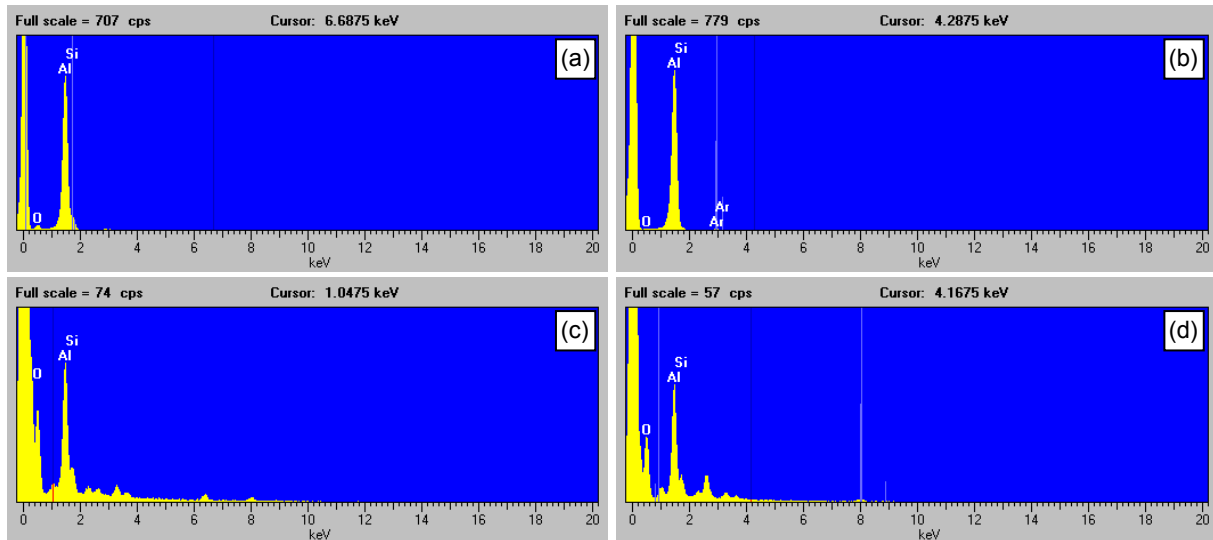 Full scale = 707 cps Cursor: 6.6875 keV
(a)
Si
Al
O
0 2 4 6 8 10 12 14 16 18 20
keV
Full scale = 779 cps Cursor: 4.2875 keV
(b)
Si
Al
Ar
O Ar
0 2 4 6 8 10 12 14 16 18 20
keV
Full scale = 74 cps Cursor: 1.0475 keV
(c)
Si
Al
O
0 2 4 6 8 10 12 14 16 18 20
keV
Full scale = 57 cps Cursor: 4.1675 keV
(d)
Si
Al
O
0 2 4 6 8 10 12 14 16 18 20
keV